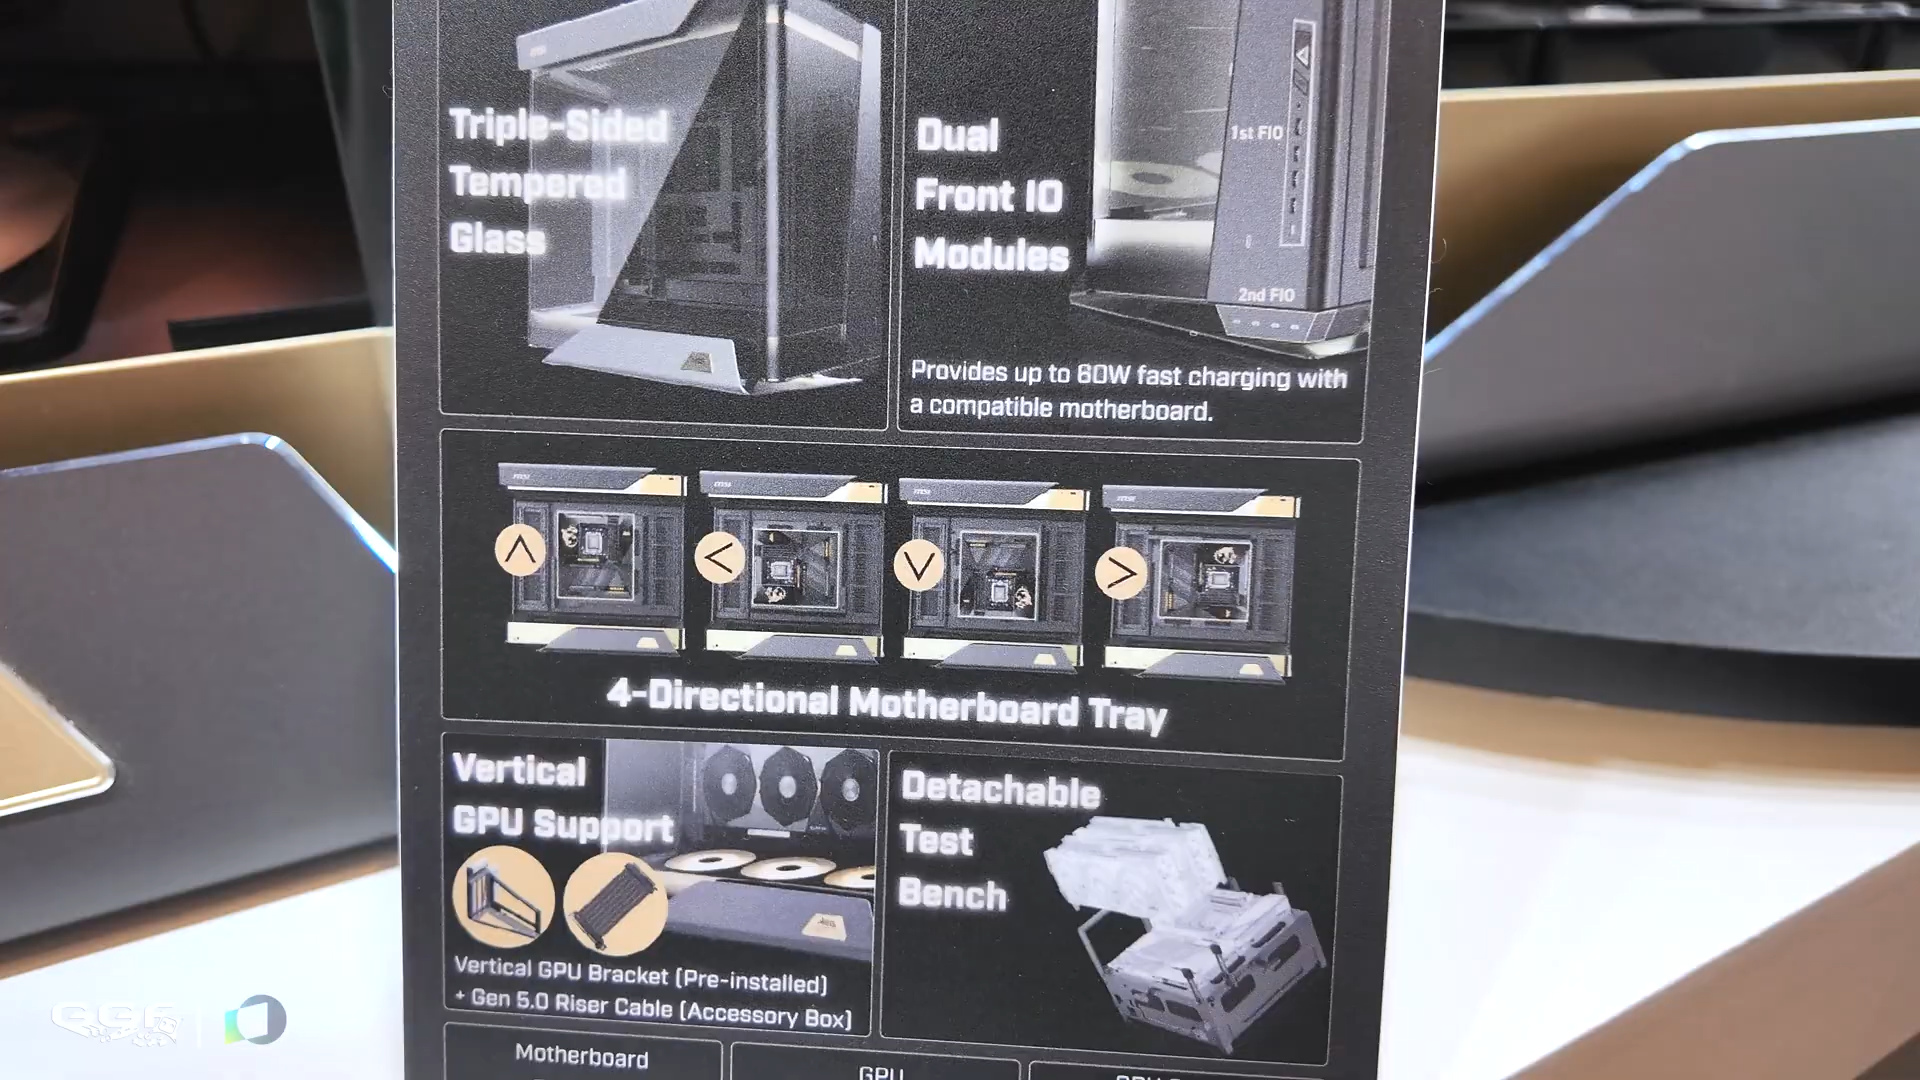 Triple-Sided
Tempered
Glass
Dual
Front IO
Modules
1st FIO
2nd FIO
Provides up to 60W fast charging with
a compatible motherboard.
4-Directional Motherboard Tray
Vertical
GPU Support
Vertical GPU Bracket (Pre-installed)
+ Gen 5.0 Riser Cable (Accessory Box)
Detachable
Test
Bench
Motherboard
GPU